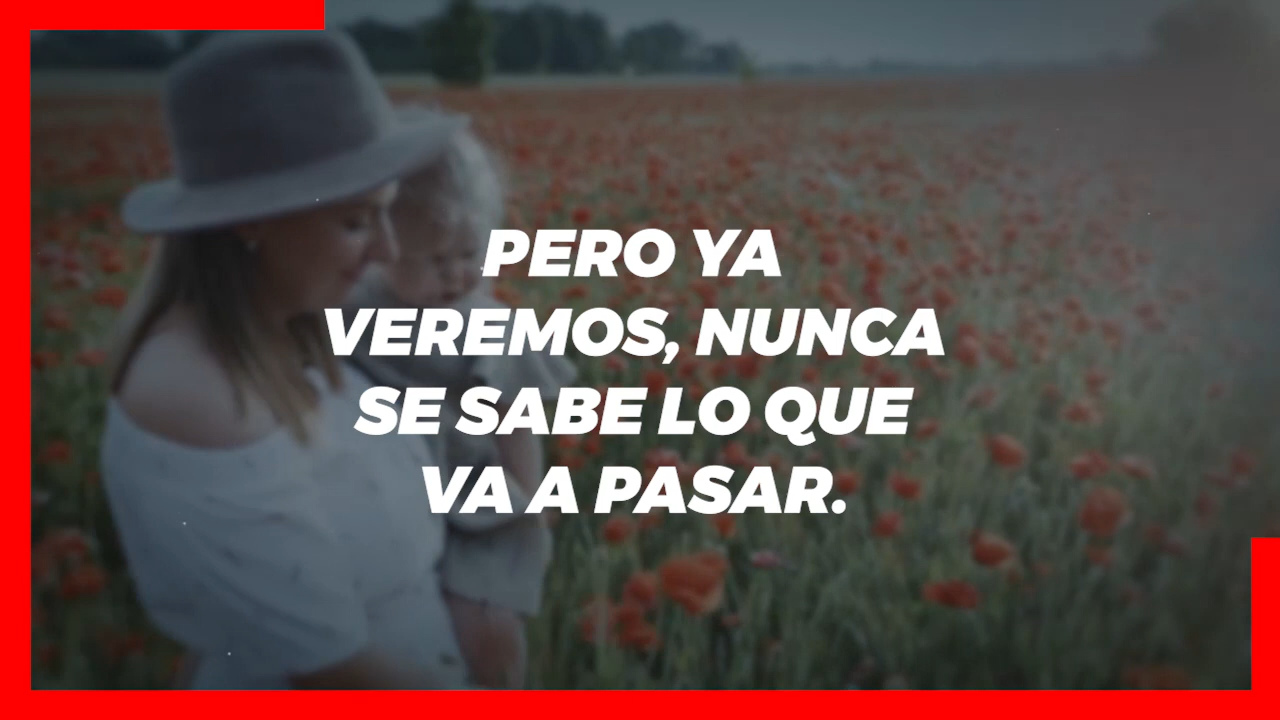 PERO YA
VEREMOS, NUNCA
SE SABE LO QUE
VA A PASAR.